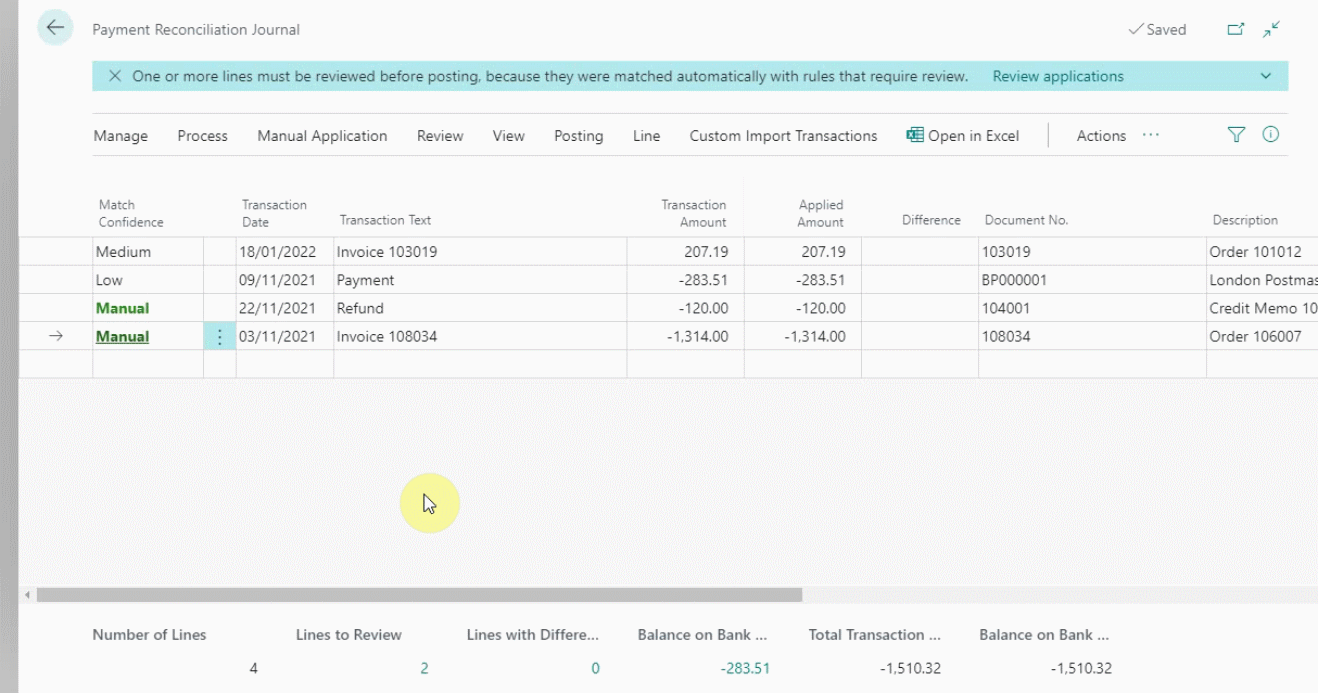 Payment Reconciliation Journal
Saved
One or more lines must be reviewed before posting, because they were matched automatically with rules that require review. Review applications
Manage Process Manual Application Review View Posting Line Custom Import Transactions Open in Excel Actions ...
Match Confidence Transaction Date Transaction Text Transaction Amount Applied Amount Difference Document No. Description
Medium 18/01/2022 Invoice 103019 207.19 207.19 103019 Order 101012
Low 09/11/2021 Payment -283.51 -283.51 BP000001 London Postmas
Manual 22/11/2021 Refund -120.00 -120.00 104001 Credit Memo 10
Manual 03/11/2021 Invoice 108034 -1,314.00 -1,314.00 108034 Order 106007
Number of Lines Lines to Review Lines with Differe... Balance on Bank ... Total Transaction ... Balance on Bank ...
4 2 0 -283.51 -1,510.32 -1,510.32